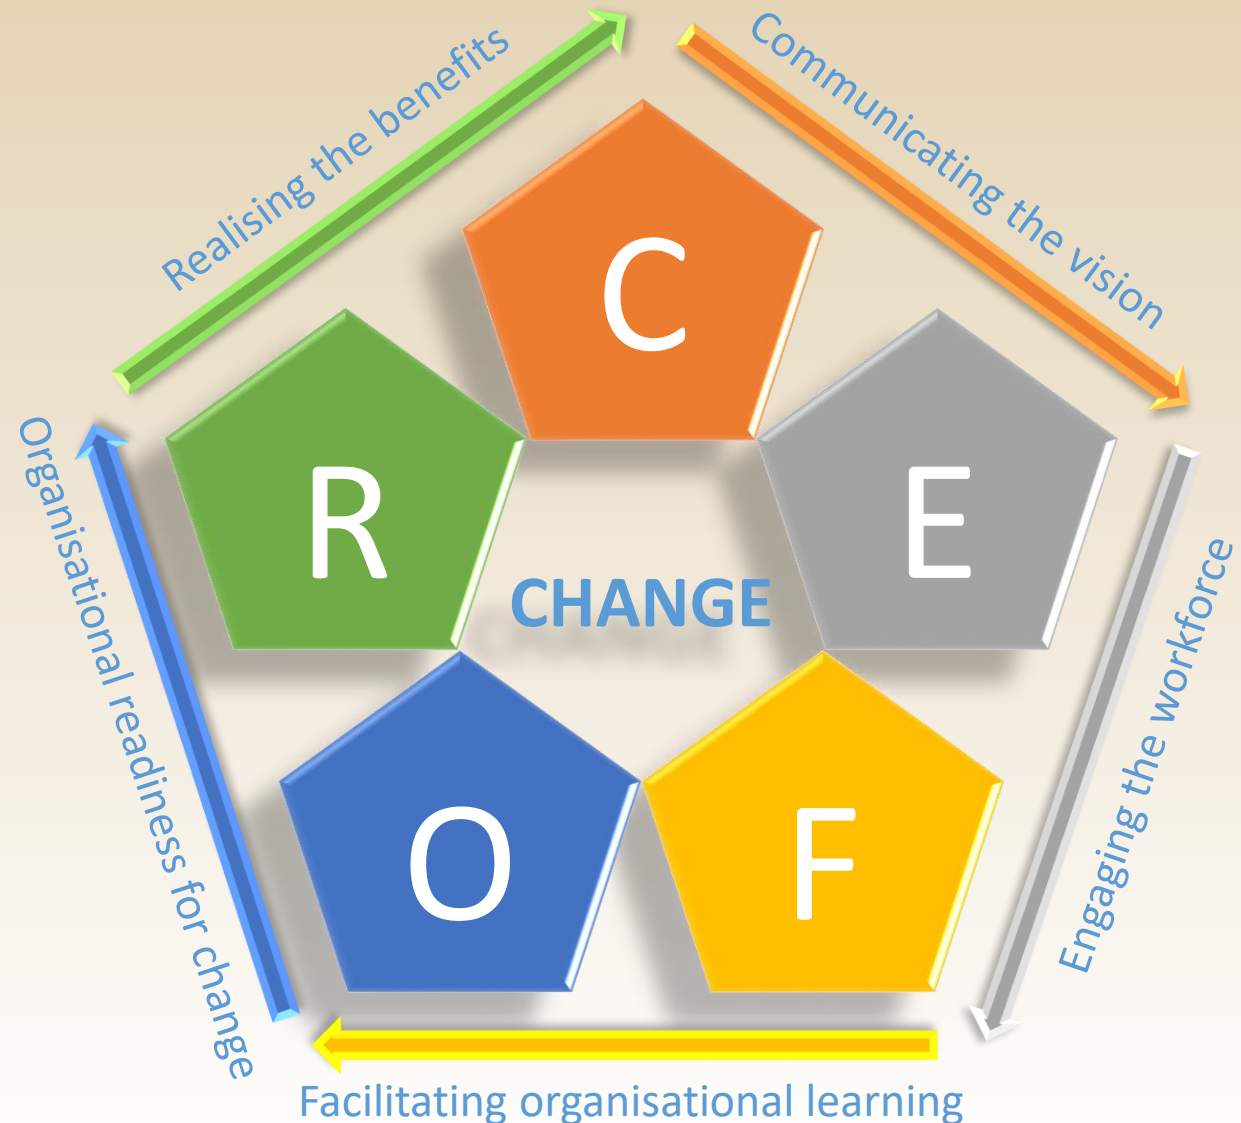 Realising the benefits
Communicating the vision
C
R
E
CHANGE
Organisational readiness for change
Engaging the workforce
O
F
Facilitating organisational learning